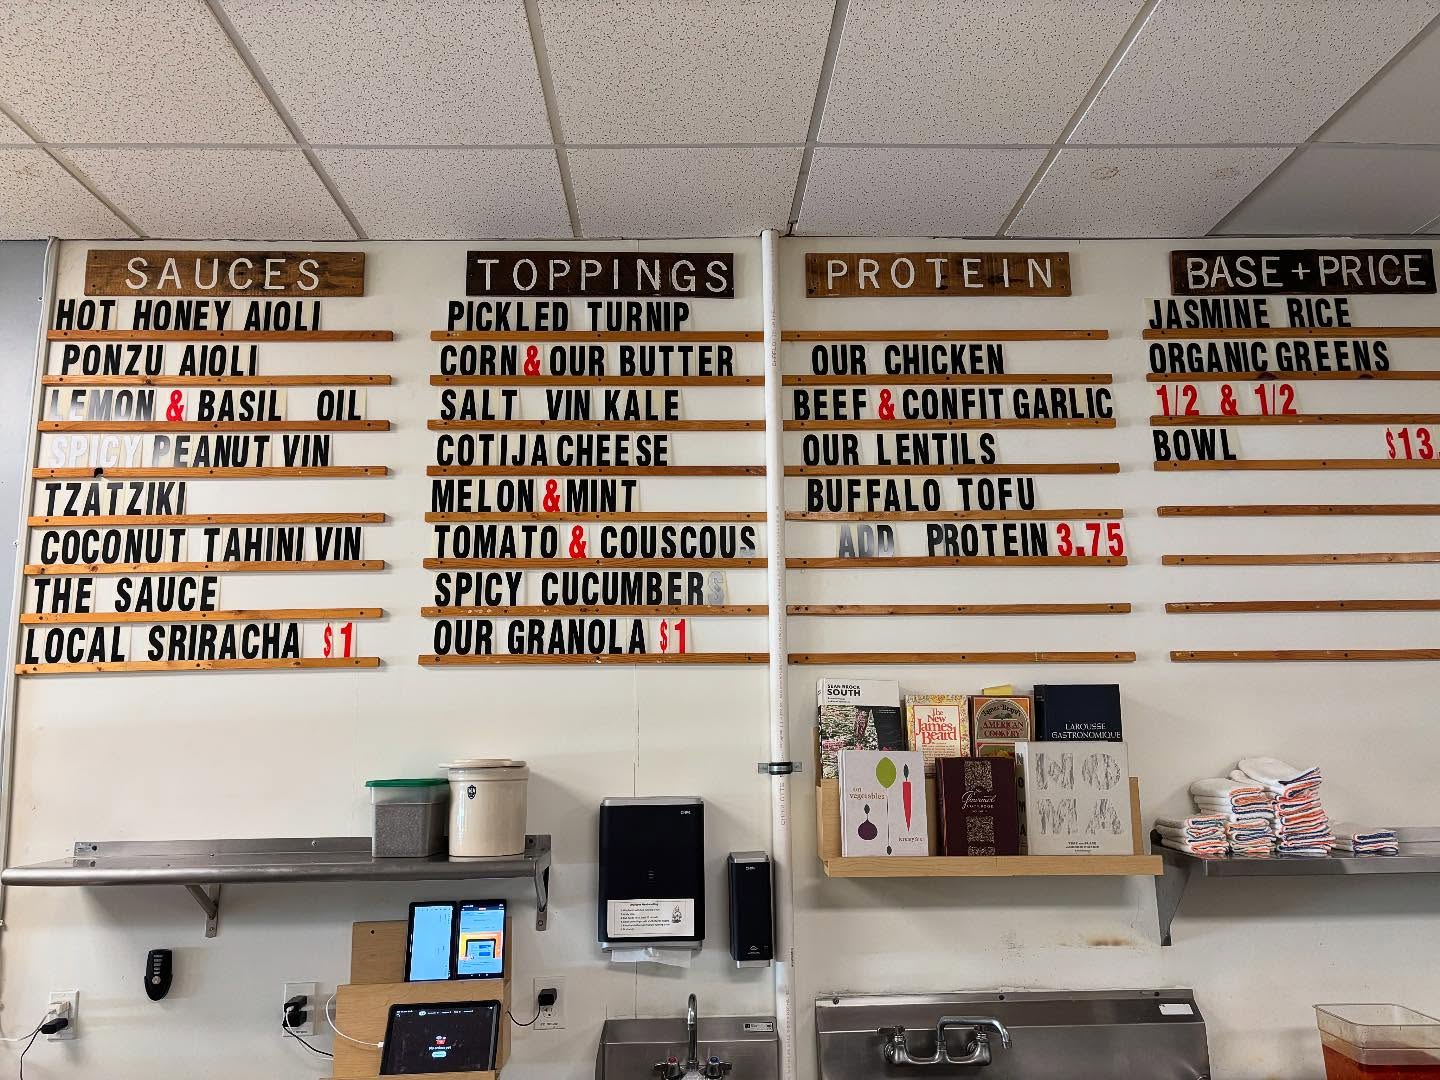 SAUCES
HOT HONEY AIOLI
PONZU AIOLI
LEMON & BASIL OIL
SPICY PEANUT VIN
TZATZIKI
COCONUT TAHINI VIN
THE SAUCE
LOCAL SRIRACHA $1
TOPPINGS
PICKLED TURNIP
CORN & OUR BUTTER
SALT VIN KALE
COTIJA CHEESE
MELON & MINT
TOMATO & COUSCOUS
SPICY CUCUMBERS
OUR GRANOLA $1
PROTEIN
OUR CHICKEN
BEEF & CONFIT GARLIC
OUR LENTILS
BUFFALO TOFU
ADD PROTEIN 3.75
BASE + PRICE
JASMINE RICE
ORGANIC GREENS
1/2 & 1/2
BOWL $13.
SEAN BROCK
SOUTH
The
New
James
Beard
James Beard's
AMERICAN
COOKERY
LAROUSSE
GASTRONOMIQUE
on
vegetables
Gourmet
NOMA